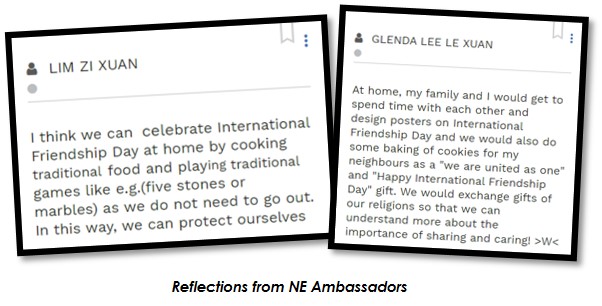 LIM ZI XUAN
I think we can celebrate International
Friendship Day at home by cooking
traditional food and playing traditional
games like e.g.(five stones or
marbles) as we do not need to go out.
In this way, we can protect ourselves
GLENDA LEE LE XUAN
At home, my family and I would get to
spend time with each other and
design posters on International
Friendship Day and we would also do
some baking of cookies for my
neighbours as a "we are united as one"
and "Happy International Friendship
Day" gift. We would exchange gifts of
our religions so that we can
understand more about the
importance of sharing and caring! >W<
Reflections from NE Ambassadors